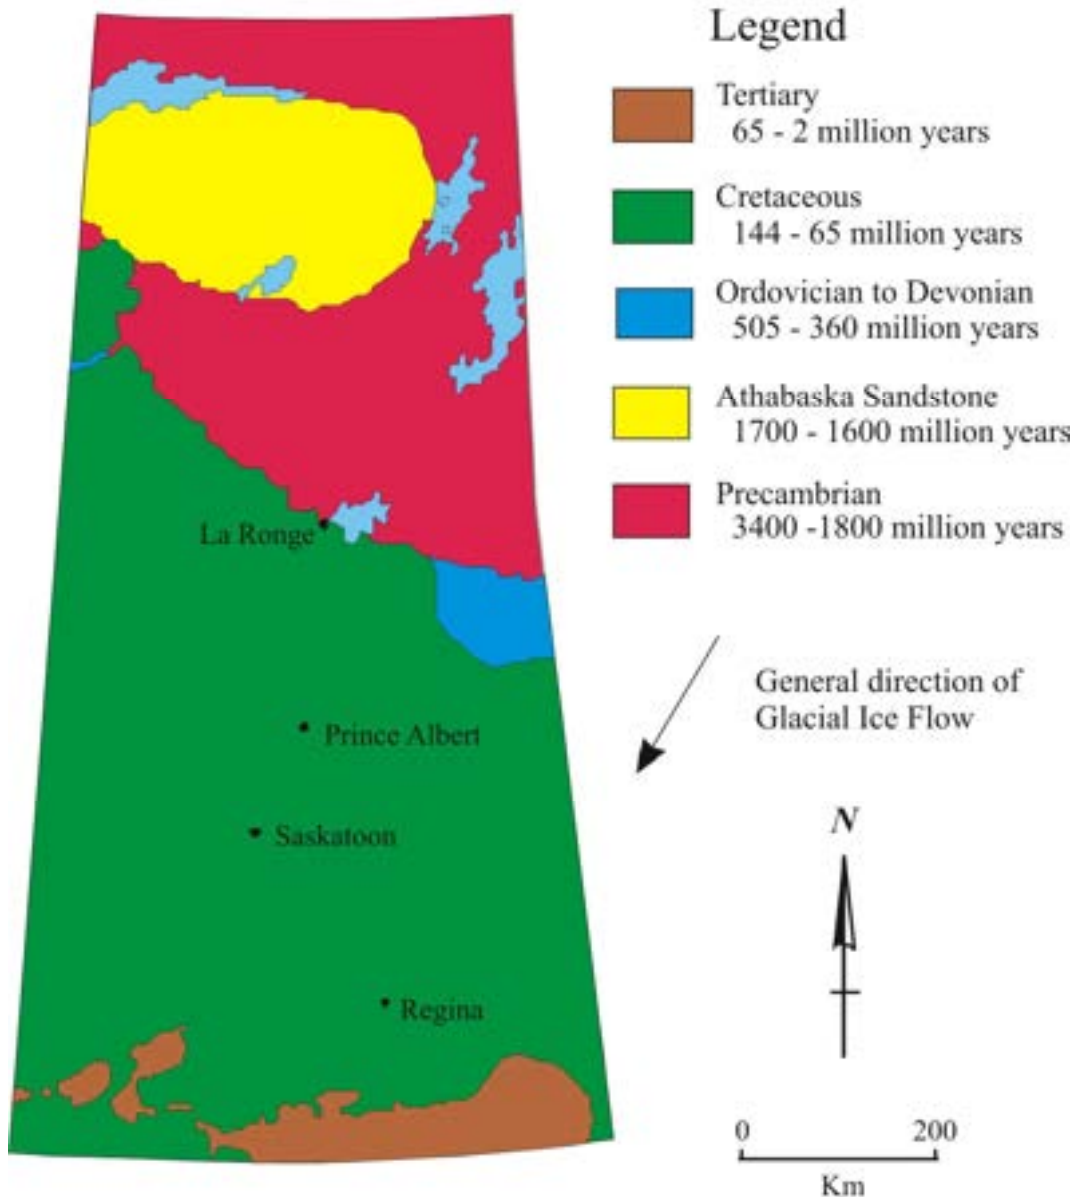 Legend
Tertiary
65 - 2 million years
Cretaceous
144 - 65 million years
Ordovician to Devonian
505 - 360 million years
Athabaska Sandstone
1700 - 1600 million years
Precambrian
3400 -1800 million years
La Ronge
General direction of
Glacial Ice Flow
Prince Albert
Saskatoon
N
Regina
0 200
Km